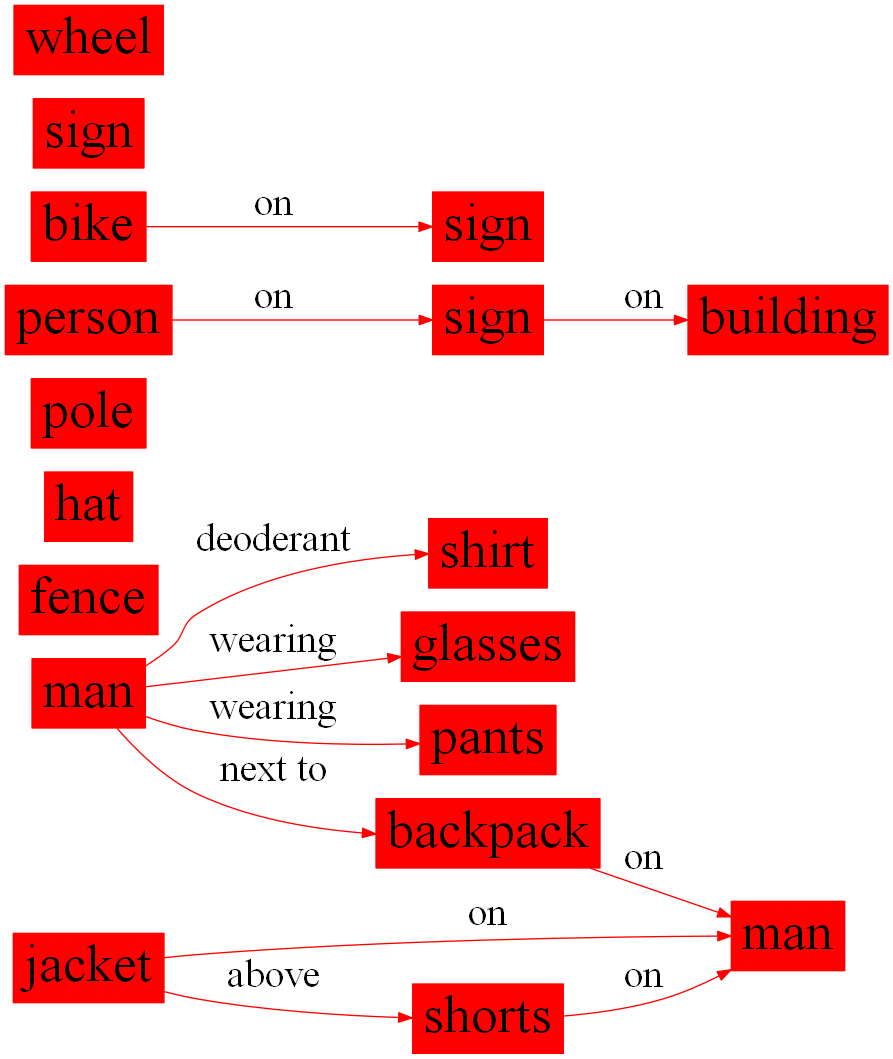 wheel
sign
bike on sign
person on sign on building
pole
hat
deoderant shirt
fence
wearing glasses
man
wearing pants
next to
backpack
on
on man
jacket
above on
shorts